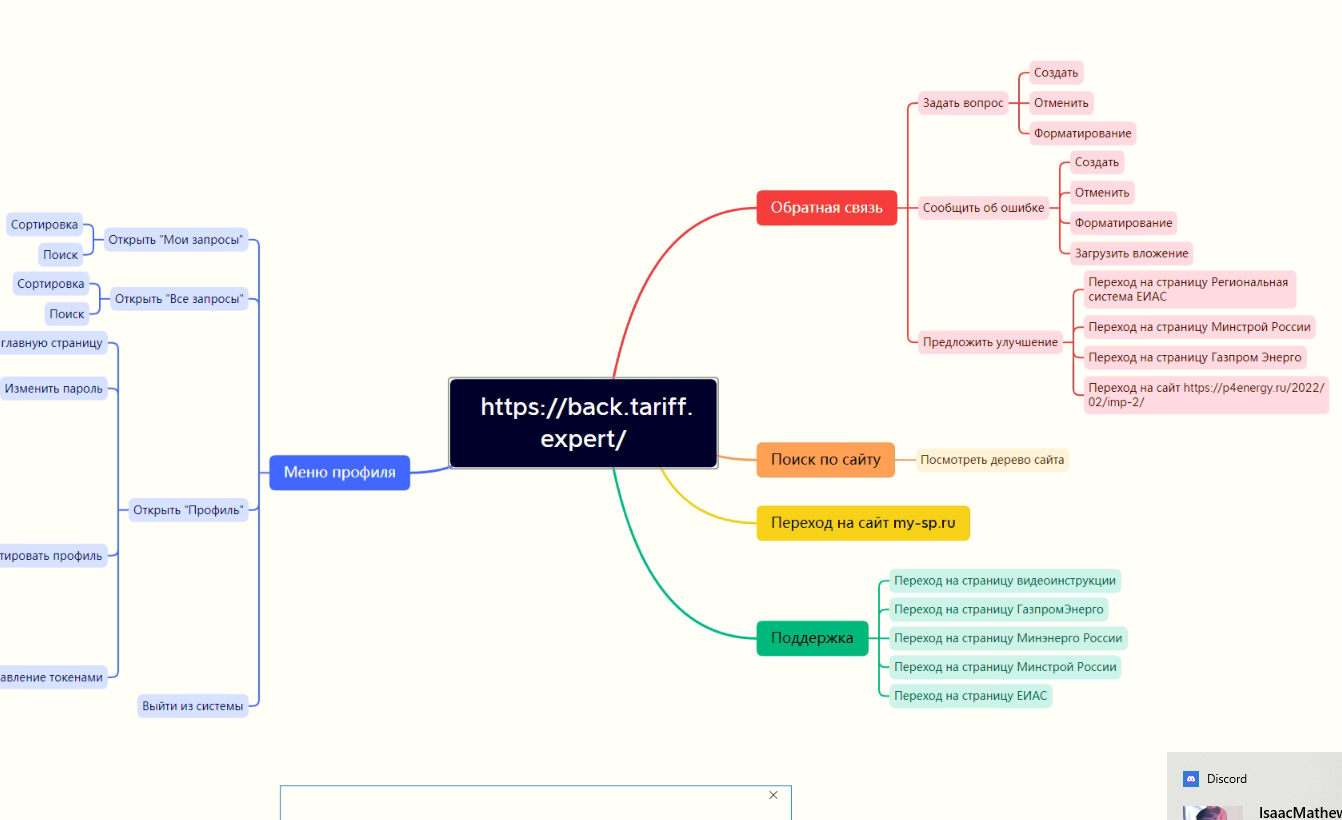 https://back.tariff.
expert/
Обратная связь
Задать вопрос
Создать
Отменить
Форматирование
Сообщить об ошибке
Создать
Отменить
Форматирование
Загрузить вложение
Предложить улучшение
Переход на страницу Региональная
система ЕИАС
Переход на страницу Минстрой России
Переход на страницу Газпром Энерго
Переход на сайт https://p4energy.ru/2022/
02/imp-2/
Поиск по сайту
Посмотреть дерево сайта
Переход на сайт my-sp.ru
Поддержка
Переход на страницу видеоинструкции
Переход на страницу ГазпромЭнерго
Переход на страницу Минэнерго России
Переход на страницу Минстрой России
Переход на страницу ЕИАС
Меню профиля
Открыть "Мои запросы"
Сортировка
Поиск
Открыть "Все запросы"
Сортировка
Поиск
Открыть "Профиль"
главную страницу
Изменить пароль
тировать профиль
авление токенами
Выйти из системы
Discord
IsaacMathew